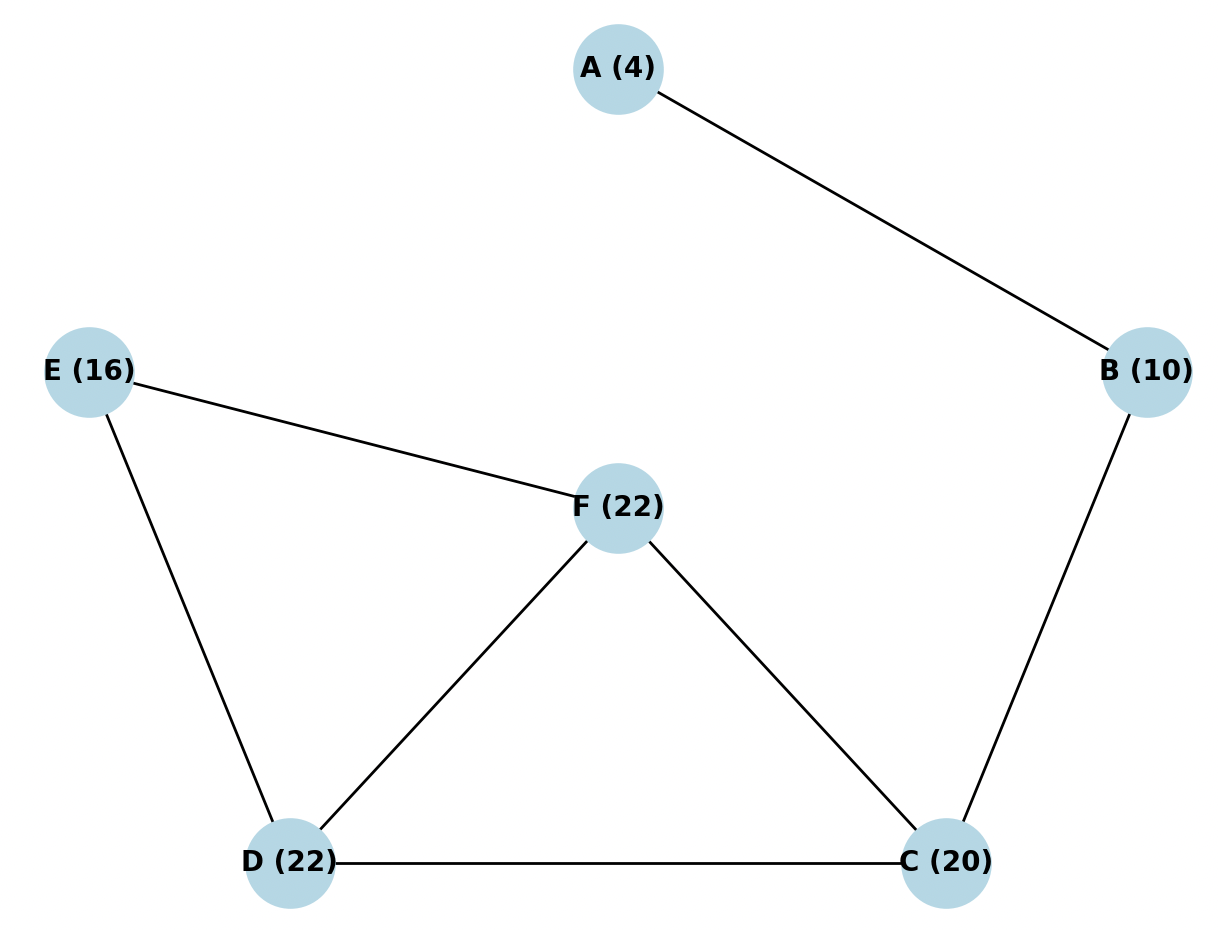 A (4)
E (16)
B (10)
F (22)
D (22)
C (20)